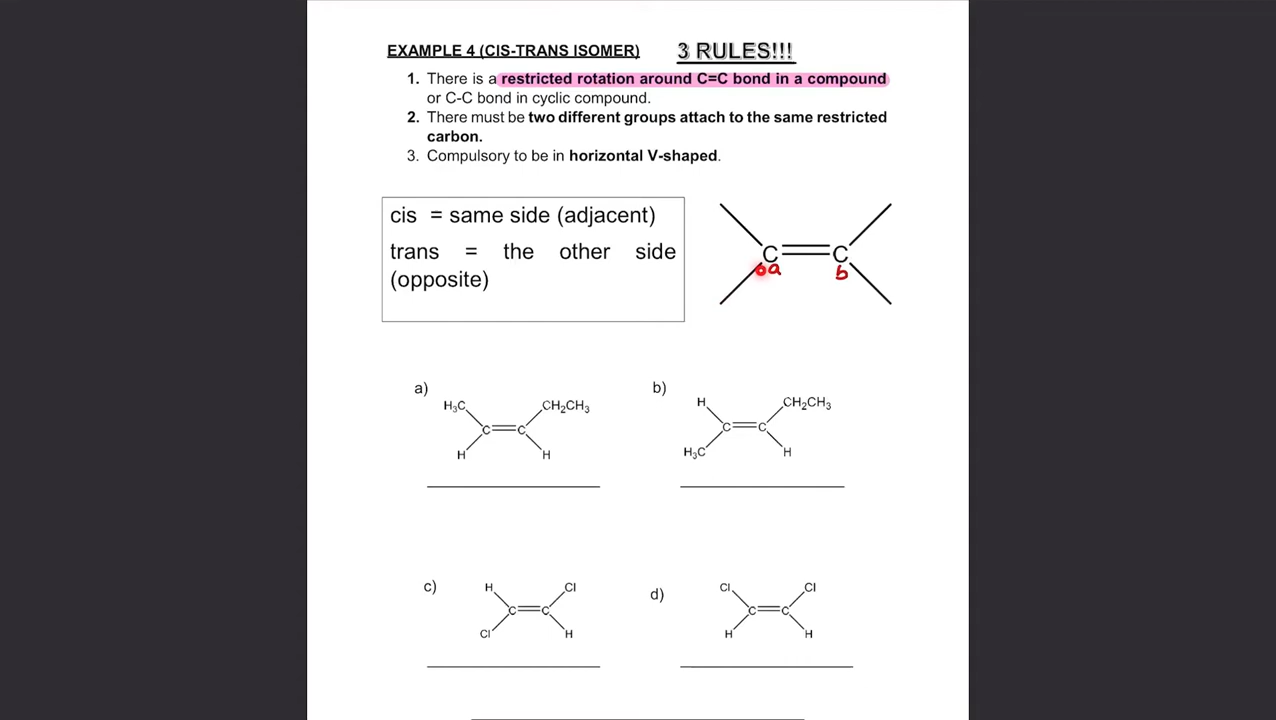 EXAMPLE 4 (CIS-TRANS ISOMER) 3 RULES!!!
1. There is a restricted rotation around C=C bond in a compound
or C-C bond in cyclic compound.
2. There must be two different groups attach to the same restricted
carbon.
3. Compulsory to be in horizontal V-shaped.
cis = same side (adjacent)
trans = the other side
(opposite)
C C
a b
a) b)
H₃C CH₂CH₃ H CH₂CH₃
C C C C
H H H₃C H
c) d)
H Cl Cl Cl
C C C C
Cl H H H